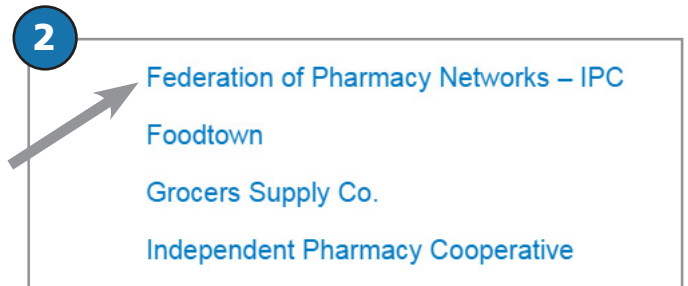 2
Federation of Pharmacy Networks – IPC
Foodtown
Grocers Supply Co.
Independent Pharmacy Cooperative